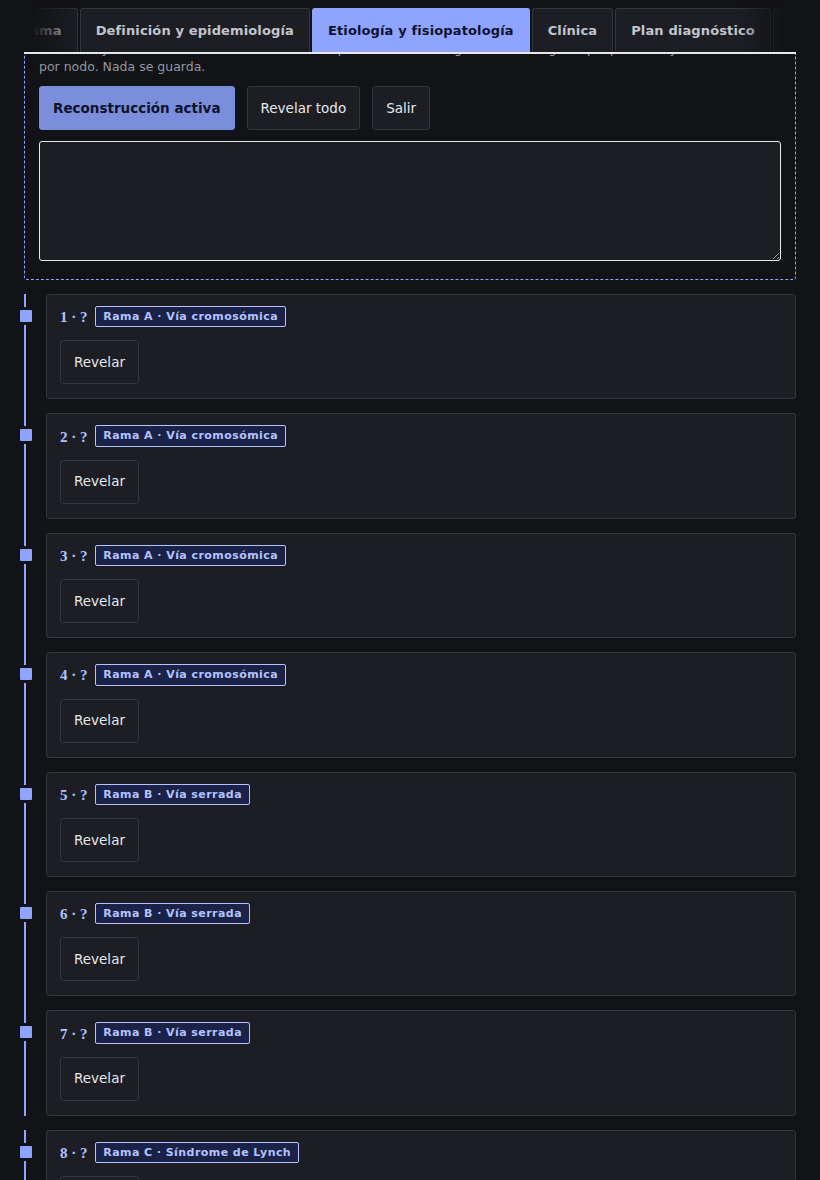 Definición y epidemiología
Etiología y fisiopatología
Clínica
Plan diagnóstico
por nodo. Nada se guarda.
Reconstrucción activa
Revelar todo
Salir
1 · ? Rama A · Vía cromosómica
Revelar
2 · ? Rama A · Vía cromosómica
Revelar
3 · ? Rama A · Vía cromosómica
Revelar
4 · ? Rama A · Vía cromosómica
Revelar
5 · ? Rama B · Vía serrada
Revelar
6 · ? Rama B · Vía serrada
Revelar
7 · ? Rama B · Vía serrada
Revelar
8 · ? Rama C · Síndrome de Lynch